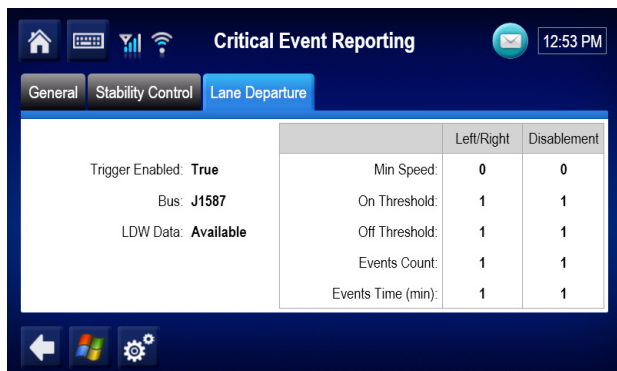 Critical Event Reporting
12:53 PM
General Stability Control Lane Departure
Left/Right Disablement
Trigger Enabled: True
Bus: J1587
LDW Data: Available
Min Speed: 0 0
On Threshold: 1 1
Off Threshold: 1 1
Events Count: 1 1
Events Time (min): 1 1